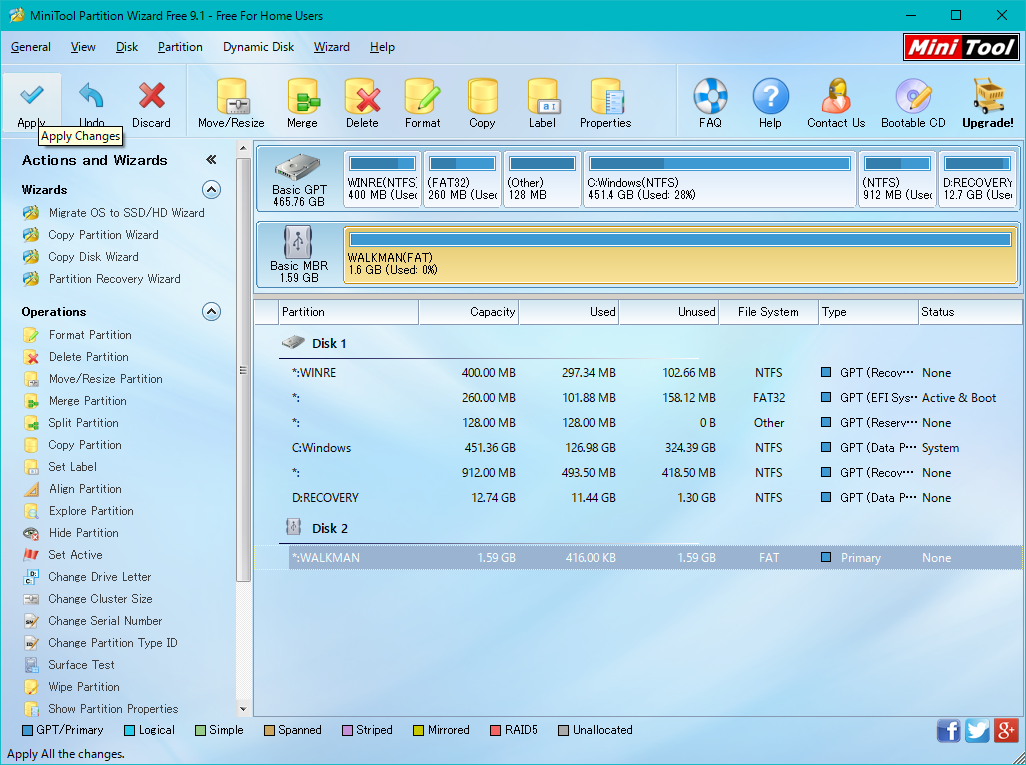 MiniTool Partition Wizard Free 9.1 - Free For Home Users
General View Disk Partition Dynamic Disk Wizard Help
Mini Tool
Apply Undo Discard Move/Resize Merge Delete Format Copy Label Properties FAQ Help Contact Us Bootable CD Upgrade!
Apply Changes
Actions and Wizards
Wizards
Migrate OS to SSD/HD Wizard
Copy Partition Wizard
Copy Disk Wizard
Partition Recovery Wizard
Operations
Format Partition
Delete Partition
Move/Resize Partition
Merge Partition
Split Partition
Copy Partition
Set Label
Align Partition
Explore Partition
Hide Partition
Set Active
Change Drive Letter
Change Cluster Size
Change Serial Number
Change Partition Type ID
Surface Test
Wipe Partition
Show Partition Properties
Basic GPT
465.76 GB
WINRE(NTFS)
400 MB (Used
(FAT32)
260 MB (Used
(Other)
128 MB
C:Windows(NTFS)
451.4 GB (Used: 28%)
(NTFS)
912 MB (Used
D:RECOVERY
12.7 GB (Used
Basic MBR
1.59 GB
WALKMAN(FAT)
1.6 GB (Used: 0%)
Partition Capacity Used Unused File System Type Status
Disk 1
*:WINRE 400.00 MB 297.34 MB 102.66 MB NTFS GPT (Recov··· None
*: 260.00 MB 101.88 MB 158.12 MB FAT32 GPT (EFI Sys··· Active & Boot
*: 128.00 MB 128.00 MB 0 B Other GPT (Reserv··· None
C:Windows 451.36 GB 126.98 GB 324.39 GB NTFS GPT (Data P··· System
*: 912.00 MB 493.50 MB 418.50 MB NTFS GPT (Recov··· None
D:RECOVERY 12.74 GB 11.44 GB 1.30 GB NTFS GPT (Data P··· None
Disk 2
*:WALKMAN 1.59 GB 416.00 KB 1.59 GB FAT Primary None
GPT/Primary Logical Simple Spanned Striped Mirrored RAID5 Unallocated
Apply All the changes.